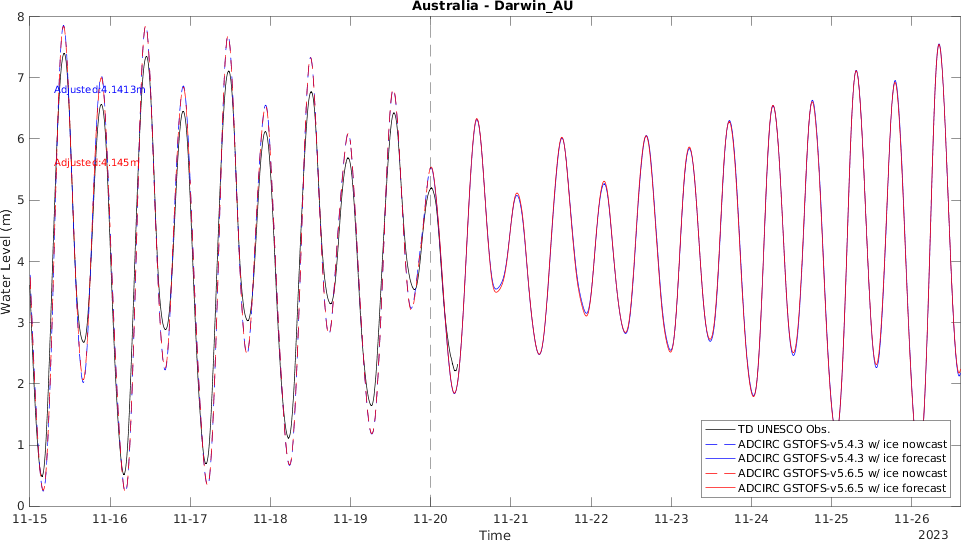 Australia - Darwin_AU
8
7
6
5
4
3
2
1
0
Water Level (m)
Adjusted:4.1413m
Adjusted:4.145m
TD UNESCO Obs.
ADCIRC GSTOFS-v5.4.3 w/ ice nowcast
ADCIRC GSTOFS-v5.4.3 w/ ice forecast
ADCIRC GSTOFS-v5.6.5 w/ ice nowcast
ADCIRC GSTOFS-v5.6.5 w/ ice forecast
11-15 11-16 11-17 11-18 11-19 11-20 11-21 11-22 11-23 11-24 11-25 11-26
Time
2023